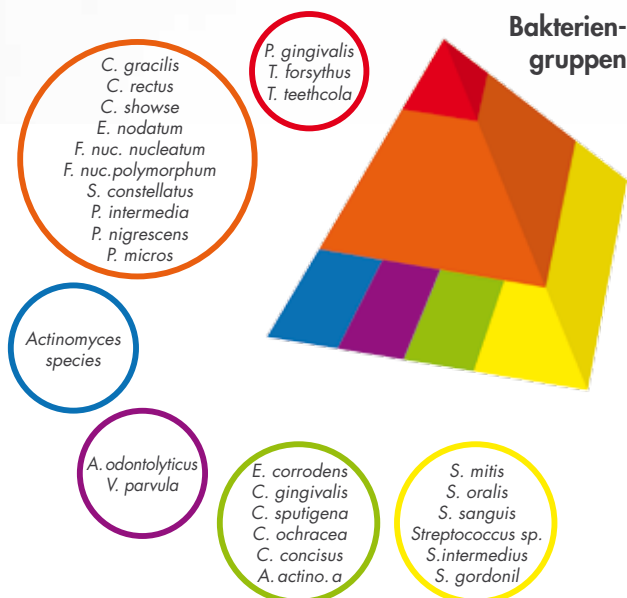 Bakterien-
gruppen
P. gingivalis
T. forsythus
T. teethcola
C. gracilis
C. rectus
C. showse
E. nodatum
F. nuc. nucleatum
F. nuc.polymorphum
S. constellatus
P. intermedia
P. nigrescens
P. micros
Actinomyces
species
A. odontolyticus
V. parvula
E. corrodens
C. gingivalis
C. sputigena
C. ochracea
C. concisus
A. actino. a
S. mitis
S. oralis
S. sanguis
Streptococcus sp.
S.intermedius
S. gordonil